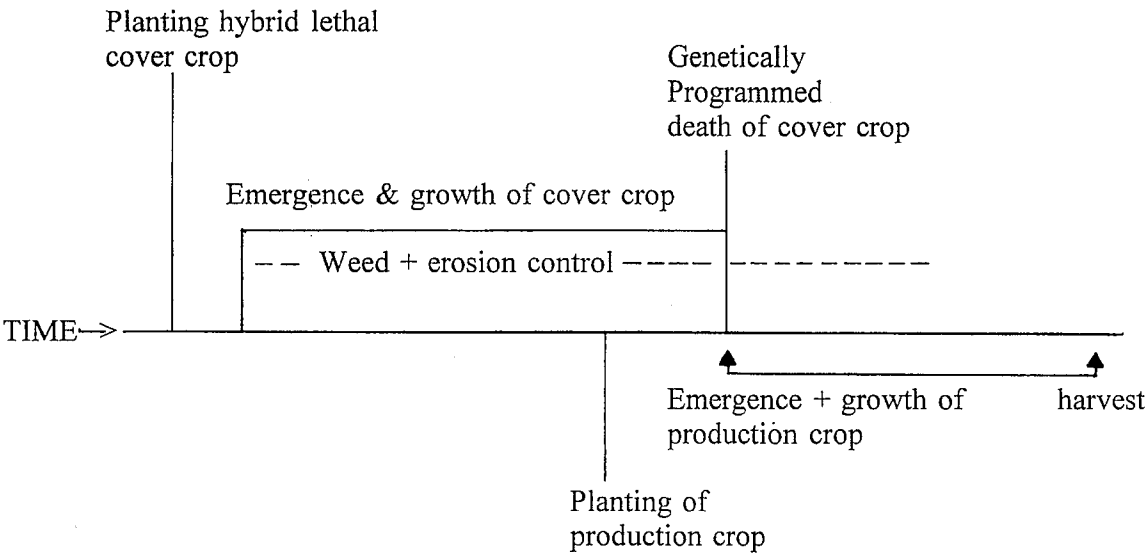 Planting hybrid lethal
cover crop
Genetically
Programmed
death of cover crop
Emergence & growth of cover crop
Weed + erosion control
TIME
Emergence + growth of
production crop
harvest
Planting of
production crop